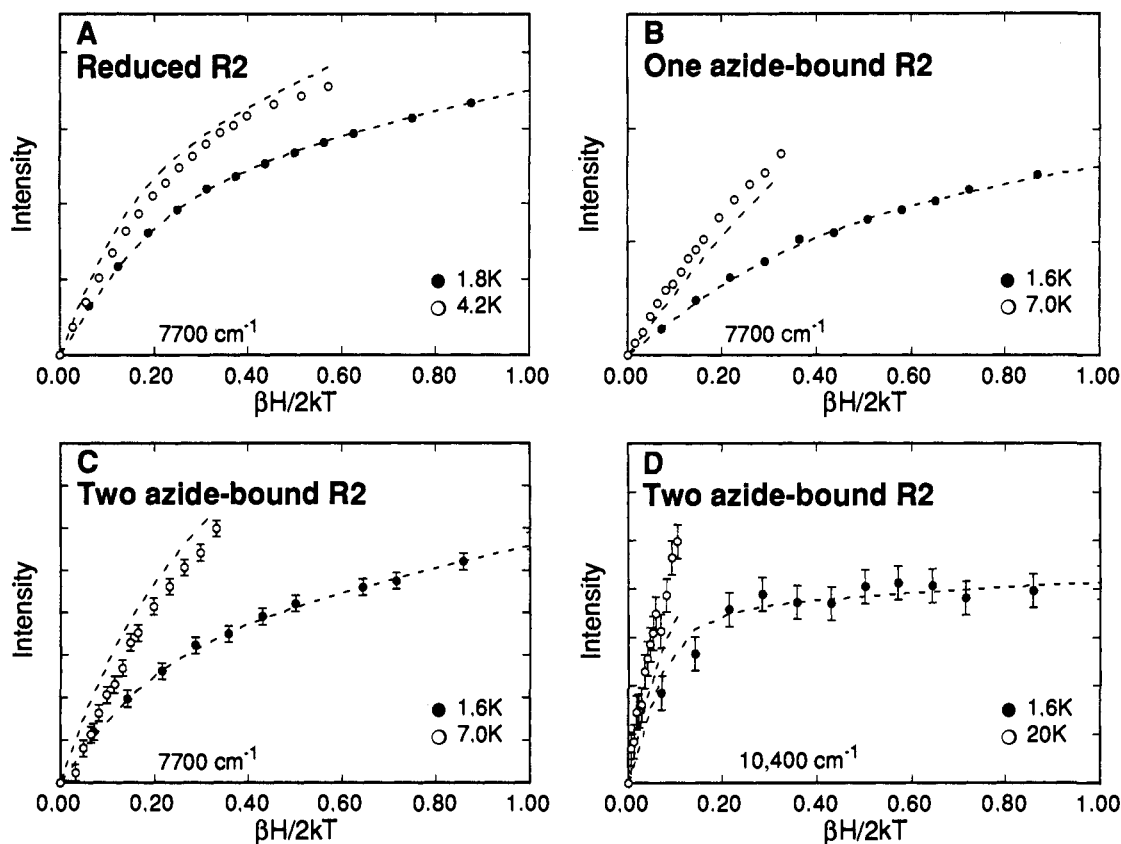 A
Reduced R2
Intensity
● 1.8K
○ 4.2K
7700 cm⁻¹
0.00 0.20 0.40 0.60 0.80 1.00
βH/2kT
B
One azide-bound R2
Intensity
● 1.6K
○ 7.0K
7700 cm⁻¹
0.00 0.20 0.40 0.60 0.80 1.00
βH/2kT
C
Two azide-bound R2
Intensity
● 1.6K
○ 7.0K
7700 cm⁻¹
0.00 0.20 0.40 0.60 0.80 1.00
βH/2kT
D
Two azide-bound R2
Intensity
● 1.6K
○ 20K
10,400 cm⁻¹
0.00 0.20 0.40 0.60 0.80 1.00
βH/2kT